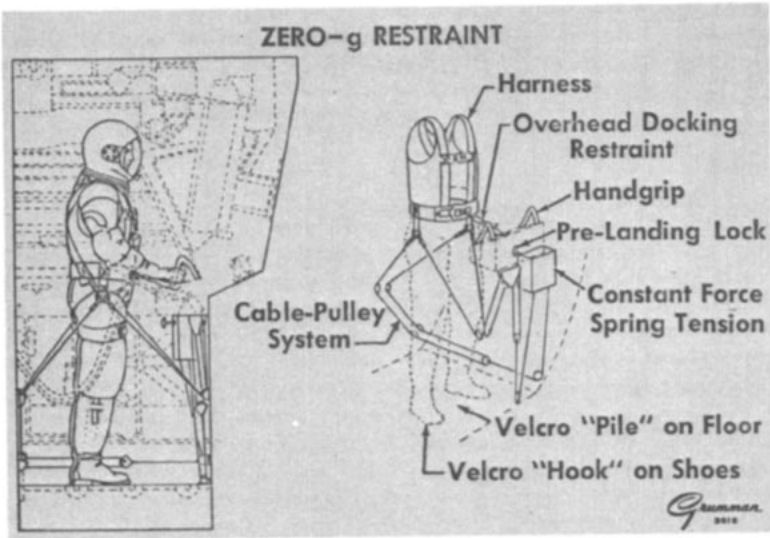 ZERO-g RESTRAINT
Harness
Overhead Docking
Restraint
Handgrip
Pre-Landing Lock
Constant Force
Spring Tension
Cable-Pulley
System
Velcro "Pile" on Floor
Velcro "Hook" on Shoes
Grumman